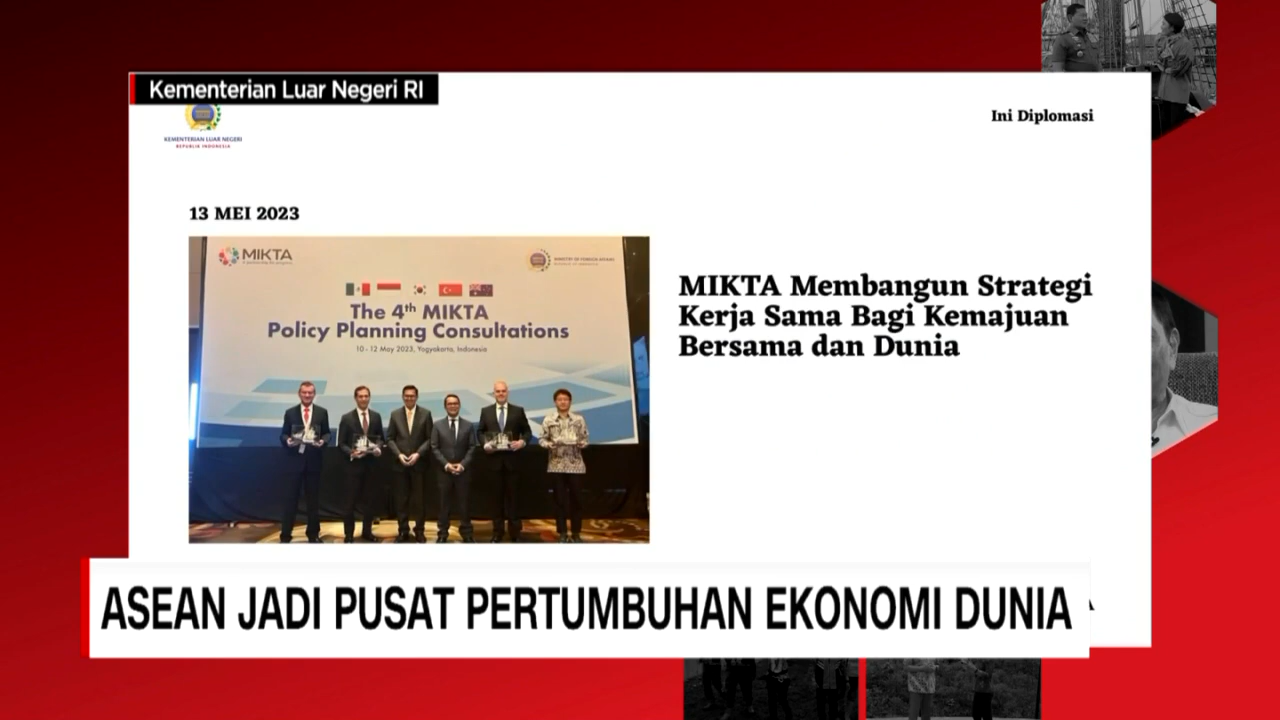 Kementerian Luar Negeri RI
KEMENTERIAN LUAR NEGERI
REPUBLIK INDONESIA
Ini Diplomasi
13 MEI 2023
MIKTA
MINISTRY OF FOREIGN AFFAIRS
The 4th MIKTA
Policy Planning Consultations
10 - 12 May 2023, Yogyakarta, Indonesia
MIKTA Membangun Strategi
Kerja Sama Bagi Kemajuan
Bersama dan Dunia
ASEAN JADI PUSAT PERTUMBUHAN EKONOMI DUNIA